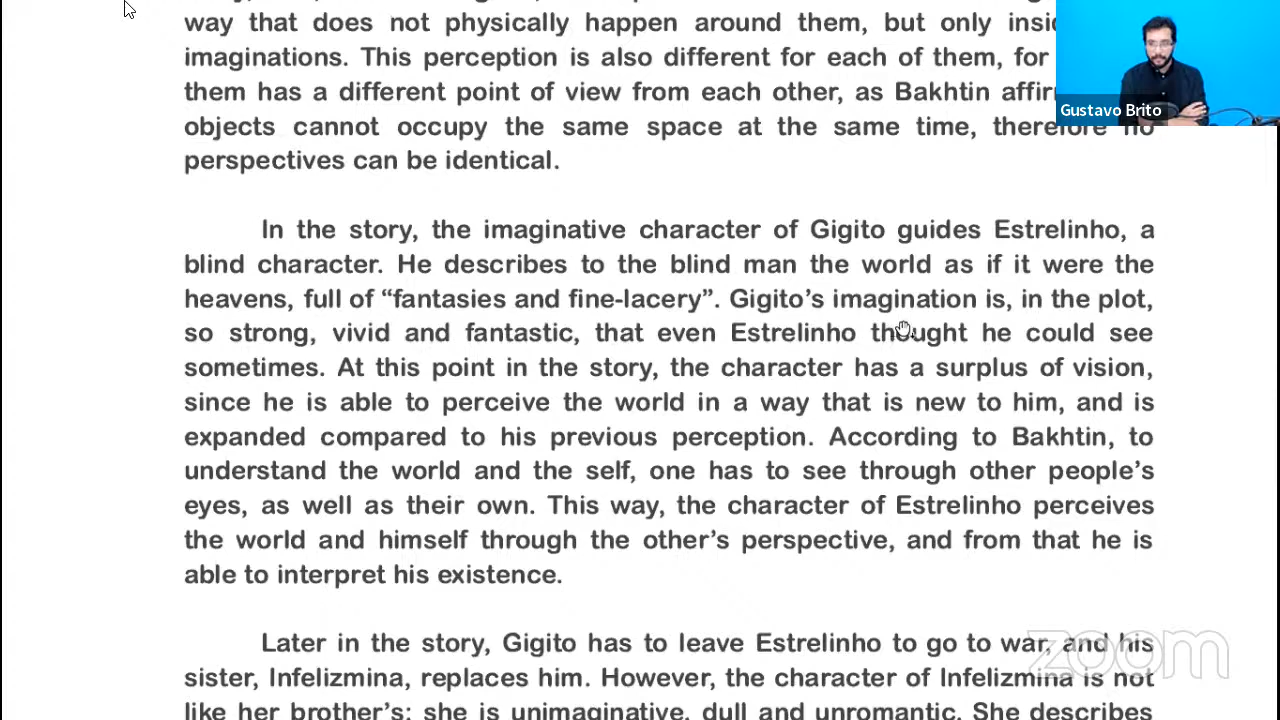 way that does not physically happen around them, but only
imaginations. This perception is also different for each of them, for
them has a different point of view from each other, as Bakhtin
objects cannot occupy the same space at the same time, therefore no
perspectives can be identical.
In the story, the imaginative character of Gigito guides Estrelinho, a
blind character. He describes to the blind man the world as if it were the
heavens, full of “fantasies and fine-lacery”. Gigito’s imagination is, in the plot,
so strong, vivid and fantastic, that even Estrelinho thought he could see
sometimes. At this point in the story, the character has a surplus of vision,
since he is able to perceive the world in a way that is new to him, and is
expanded compared to his previous perception. According to Bakhtin, to
understand the world and the self, one has to see through other people’s
eyes, as well as their own. This way, the character of Estrelinho perceives
the world and himself through the other’s perspective, and from that he is
able to interpret his existence.
Later in the story, Gigito has to leave Estrelinho to go to war, and his
sister, Infelizmina, replaces him. However, the character of Infelizmina is not
like her brother’s: she is unimaginative, dull and unromantic. She describes
Gustavo Brito
zoom